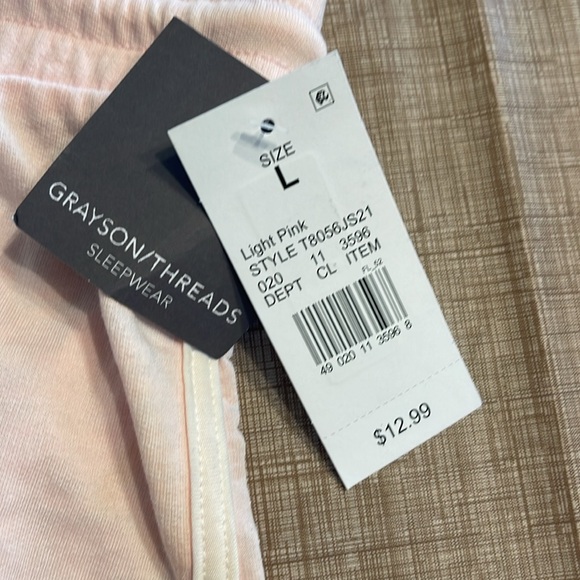 GRAYSON/THREADS
SLEEPWEAR
SIZE
L
Light Pink
STYLE T8056JS21
020 11 3596
DEPT CL ITEM
FL_52
49 020 11 3596 8
$12.99